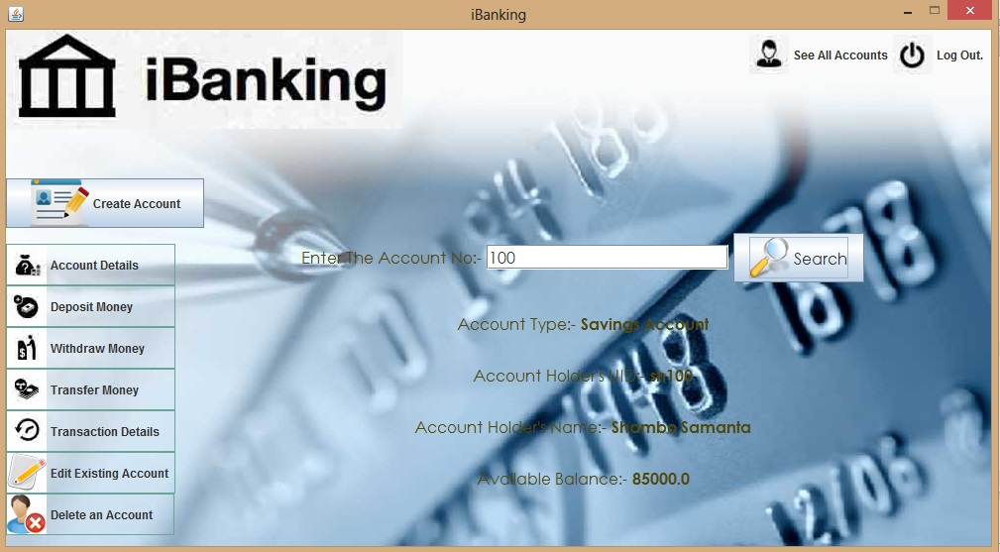 iBanking
iBanking
See All Accounts
Log Out.
Create Account
Account Details
Deposit Money
Withdraw Money
Transfer Money
Transaction Details
Edit Existing Account
Delete an Account
Enter The Account No:- 100 Search
Account Type:- Savings Account
Account Holder's UID:- sh100
Account Holder's Name:- Shambo Samanta
Available Balance:- 85000.0